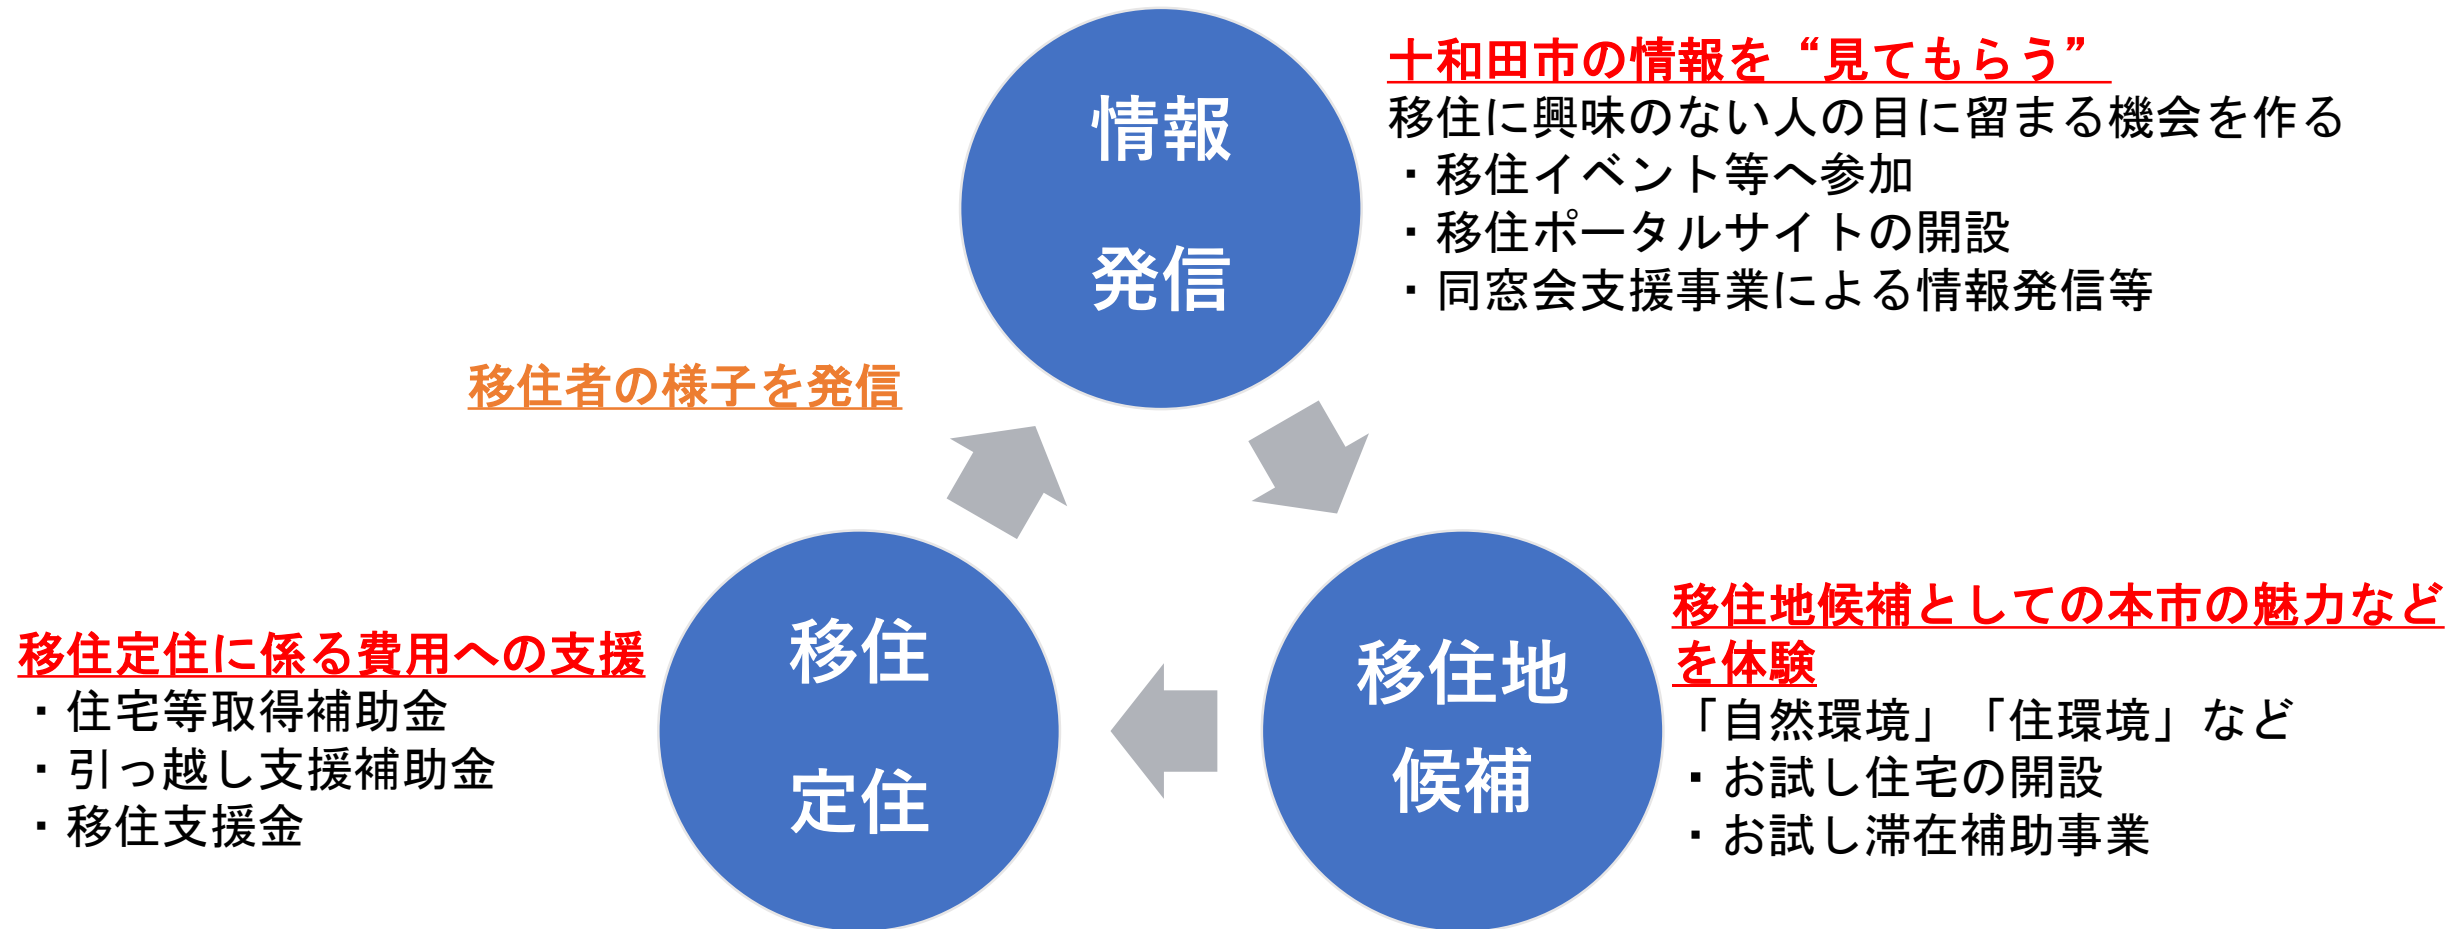 情報
発信
十和田市の情報を“見てもらう”
移住に興味のない人の目に留まる機会を作る
・移住イベント等へ参加
・移住ポータルサイトの開設
・同窓会支援事業による情報発信等
移住者の様子を発信
移住地
候補
移住地候補としての本市の魅力など
を体験
「自然環境」「住環境」など
・お試し住宅の開設
・お試し滞在補助事業
移住
定住
移住定住に係る費用への支援
・住宅等取得補助金
・引っ越し支援補助金
・移住支援金